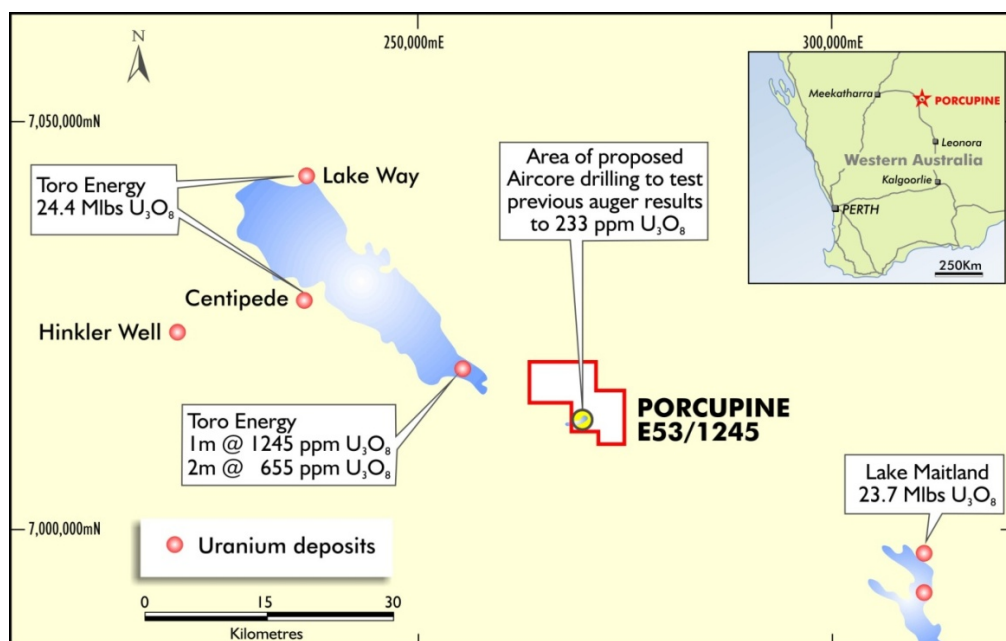 N
250,000mE
300,000mE
7,050,000mN
7,000,000mN
Toro Energy
24.4 Mlbs U₃O₈
Lake Way
Centipede
Hinkler Well
Toro Energy
1m @ 1245 ppm U₃O₈
2m @ 655 ppm U₃O₈
Area of proposed
Aircore drilling to test
previous auger results
to 233 ppm U₃O₈
PORCUPINE
E53/1245
Lake Maitland
23.7 Mlbs U₃O₈
Meekatharra
PORCUPINE
Leonora
Western Australia
Kalgoorlie
PERTH
250Km
Uranium deposits
0 15 30
Kilometres